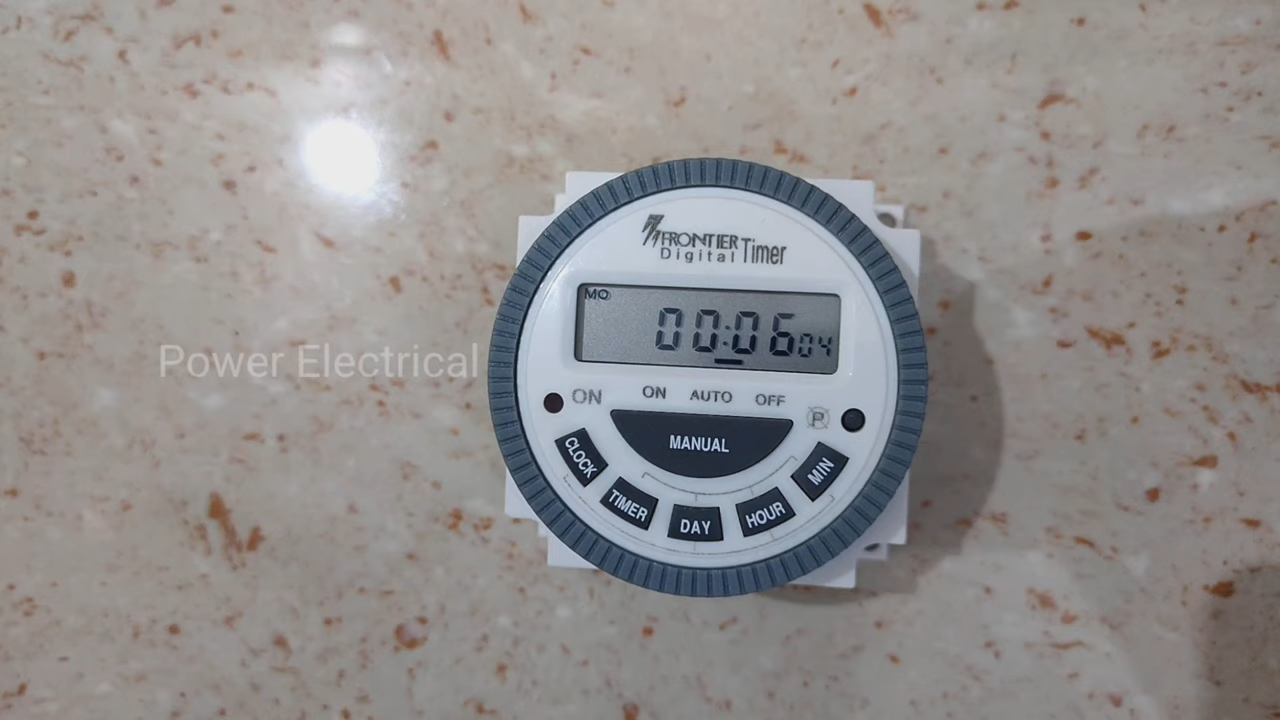 FRONTIER
Digital Timer
MO
00:06 04
Power Electrical
ON
ON AUTO OFF
P
MANUAL
CLOCK
TIMER
DAY
HOUR
MIN